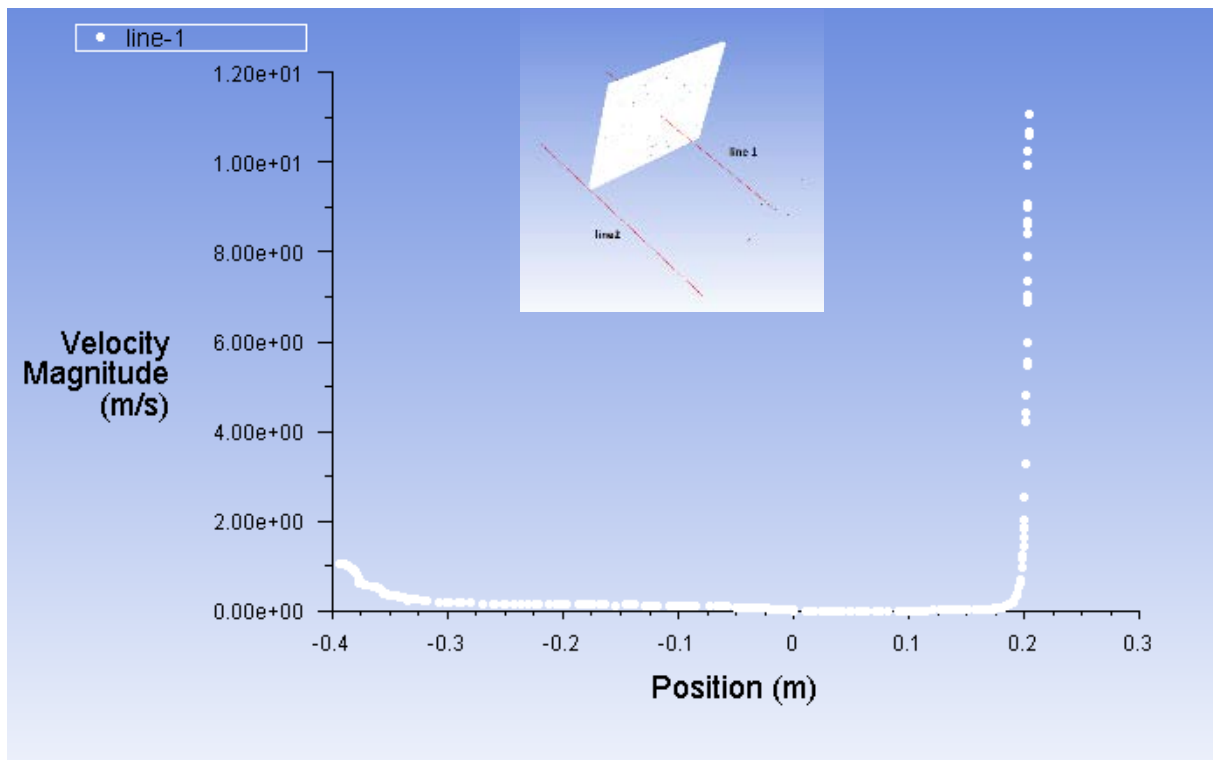 line-1
1.20e+01
1.00e+01
8.00e+00
6.00e+00
4.00e+00
2.00e+00
0.00e+00
Velocity
Magnitude
(m/s)
-0.4 -0.3 -0.2 -0.1 0 0.1 0.2 0.3
Position (m)
line 1
line2